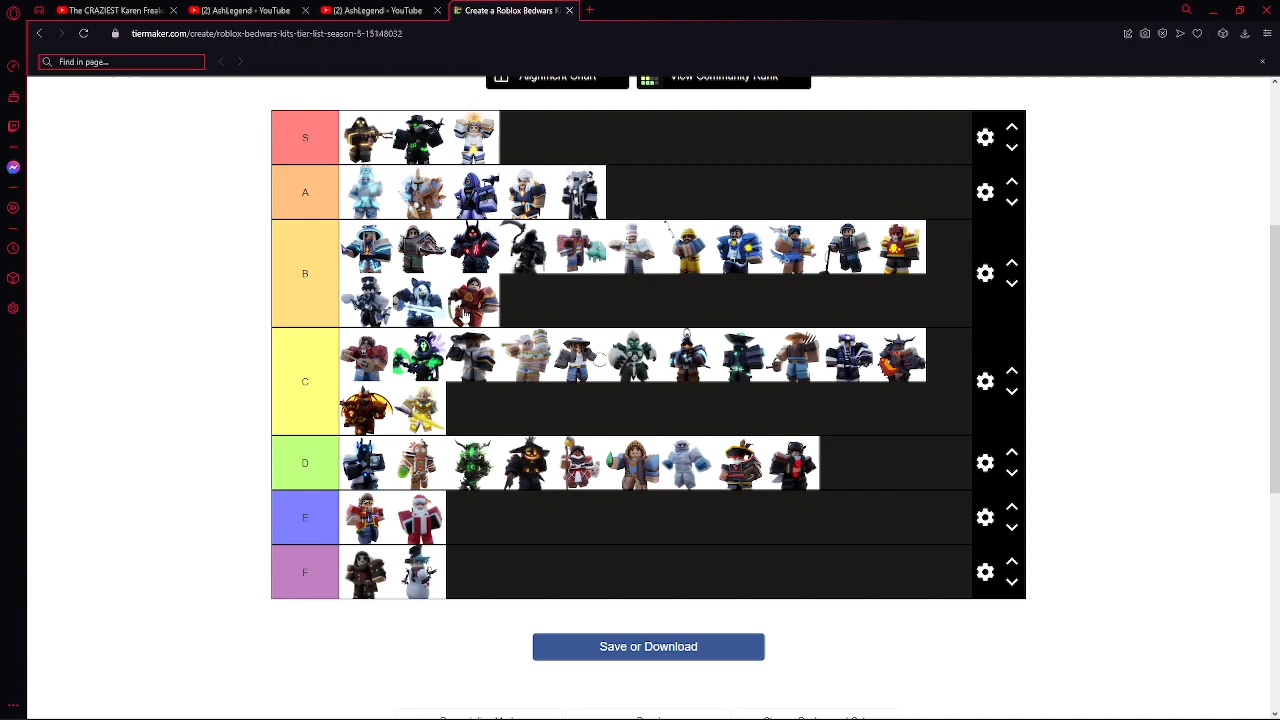 The CRAZIEST Karen Freak
(2) AshLegend - YouTube
(2) AshLegend - YouTube
Create a Roblox Bedwars K
tiermaker.com/create/roblox-bedwars-kits-tier-list-season-5-15148032
Find in page...
Alignment Chart
View Community Rank
S
A
B
C
D
E
F
Save or Download